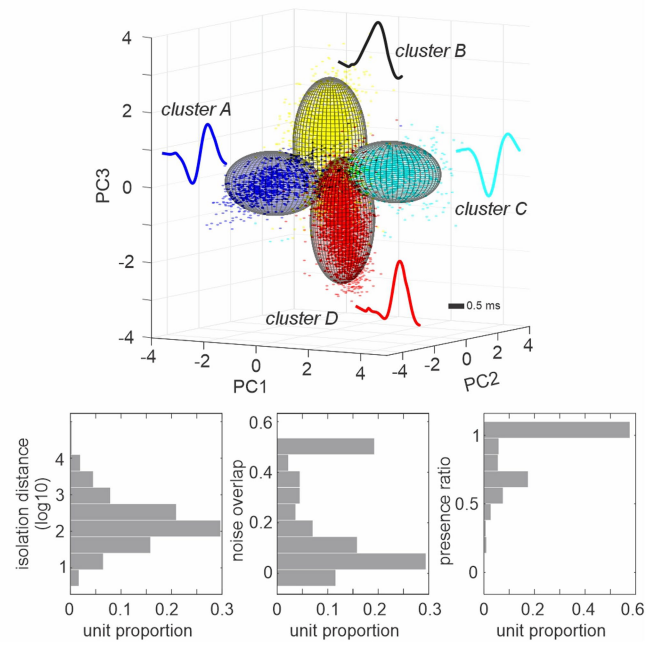 4
2
0
-2
-4
PC3
cluster A
cluster B
cluster C
cluster D
0.5 ms
-4
-2
0
2
4
PC1
-4
-2
0
2
4
PC2
4
3
2
1
isolation distance
(log10)
0
0.1
0.2
0.3
unit proportion
0.6
0.4
0.2
0
noise overlap
0
0.1
0.2
0.3
unit proportion
1
0.5
0
presence ratio
0
0.2
0.4
0.6
unit proportion